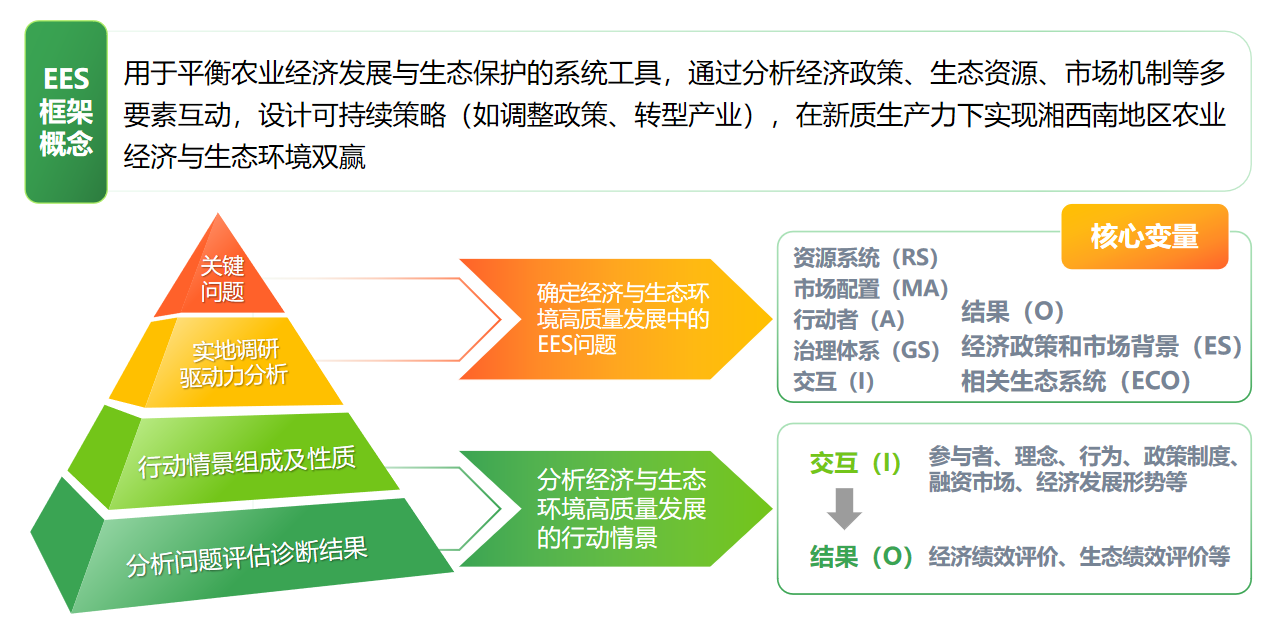 EES
框架
概念
用于平衡农业经济发展与生态保护的系统工具，通过分析经济政策、生态资源、市场机制等多
要素互动，设计可持续策略（如调整政策、转型产业），在新质生产力下实现湘西南地区农业
经济与生态环境双赢
关键
问题
实地调研
驱动力分析
行动情景组成及性质
分析问题评估诊断结果
确定经济与生态环
境高质量发展中的
EES问题
分析经济与生态
环境高质量发展
的行动情景
核心变量
资源系统（RS）
市场配置（MA）
行动者（A）
治理体系（GS）
交互（I）
结果（O）
经济政策和市场背景（ES）
相关生态系统（ECO）
交互（I）
参与者、理念、行为、政策制度、
融资市场、经济发展形势等
结果（O）
经济绩效评价、生态绩效评价等